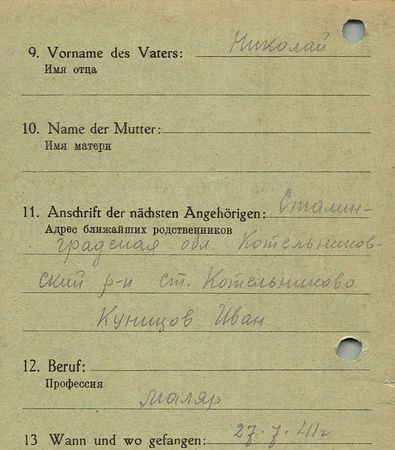 9. Vorname des Vaters: Николай
Имя отца
10. Name der Mutter:
Имя матери
11. Anschrift der nächsten Angehörigen: Сталин-
Адрес ближайших родственников
градская обл. Котельников-
ский р-н ст. Котельниково
Куницов Иван
12. Beruf:
Профессия
маляр
13 Wann und wo gefangen: 27.7.41г